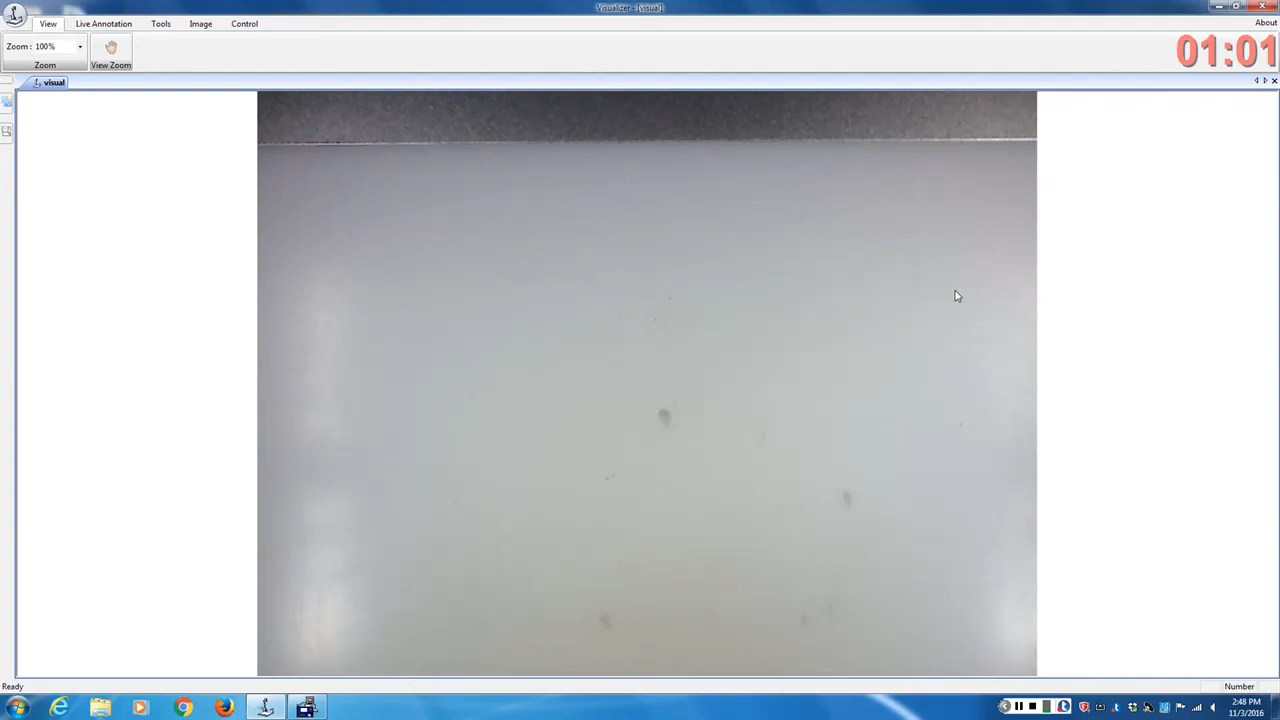 Visualizer - [visual]
View Live Annotation Tools Image Control
About
Zoom : 100%
01:01
Zoom View Zoom
visual
Ready
Number
2:48 PM
11/3/2016